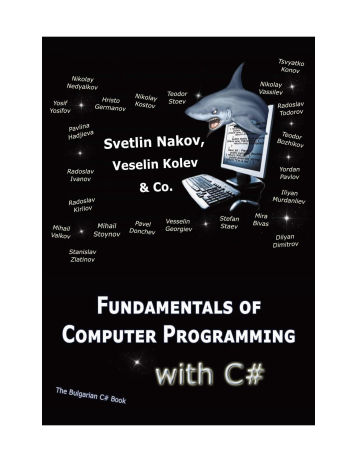 Tsvyatko
Konov
Nikolay
Nedyalkov
Nikolay
Vassilev
Teodor
Stoev
Nikolay
Kostov
Hristo
Germanov
Yosif
Yosifov
Radoslav
Todorov
Pavlina
Hadjieva
Teodor
Bozhikov
Svetlin Nakov,
Veselin Kolev
& Co.
Radoslav
Ivanov
Yordan
Pavlov
Iliyan
Murdanliev
Radoslav
Kirilov
Mihail
Valkov
Mihail
Stoynov
Pavel
Donchev
Vesselin
Georgiev
Stefan
Staev
Mira
Bivas
Dilyan
Dimitrov
Stanislav
Zlatinov
FUNDAMENTALS OF
COMPUTER PROGRAMMING
with C#
The Bulgarian C# Book